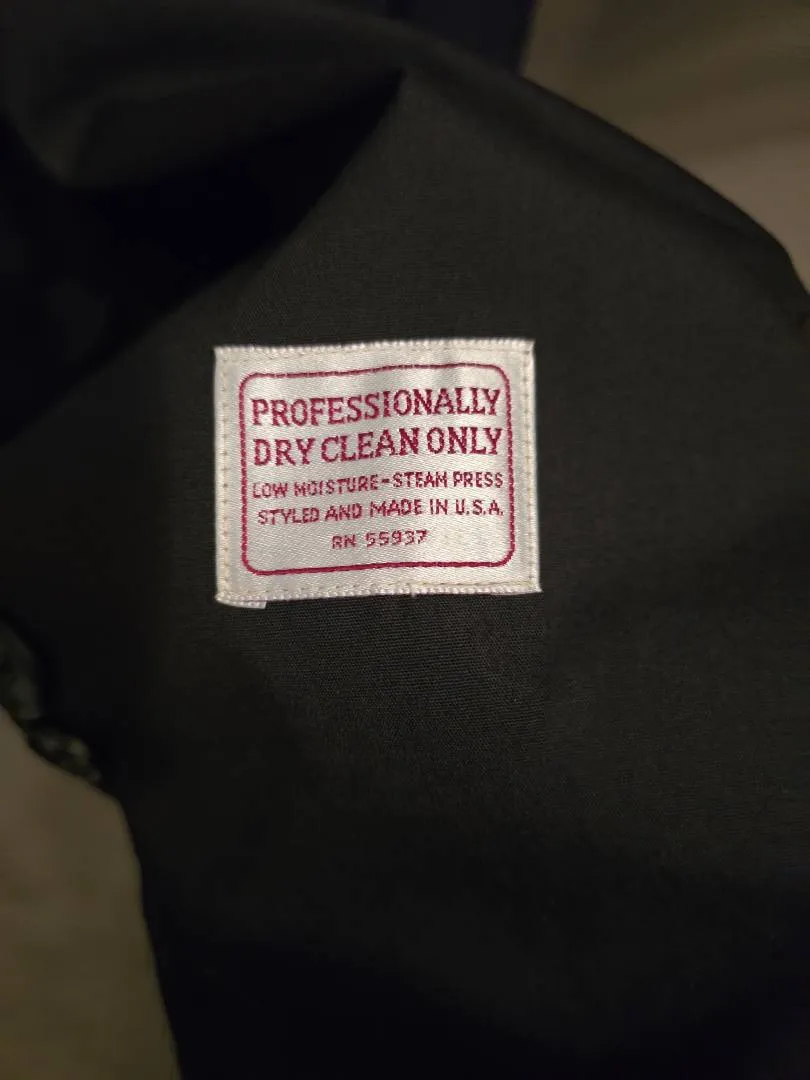 PROFESSIONALLY
DRY CLEAN ONLY
LOW MOISTURE-STEAM PRESS
STYLED AND MADE IN U.S.A.
RN 55937